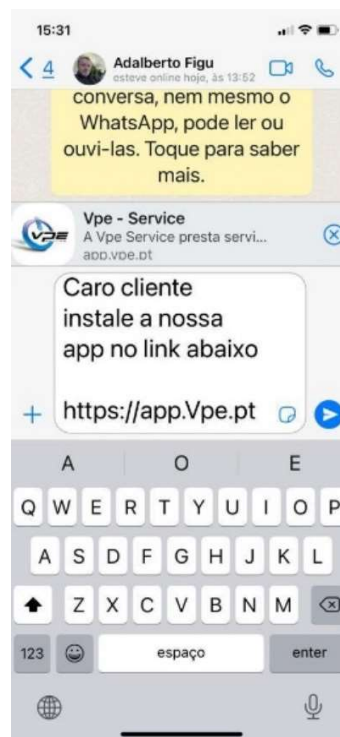 15:31
4
Adalberto Figu
esteve online hoje, às 13:52
conversa, nem mesmo o
WhatsApp, pode ler ou
ouvi-las. Toque para saber
mais.
Vpe - Service
A Vpe Service presta servi...
app.vpe.pt
VPE
Caro cliente
instale a nossa
app no link abaixo
https://app.Vpe.pt
A O E
Q W E R T Y U I O P
A S D F G H J K L
Z X C V B N M
123 espaço enter